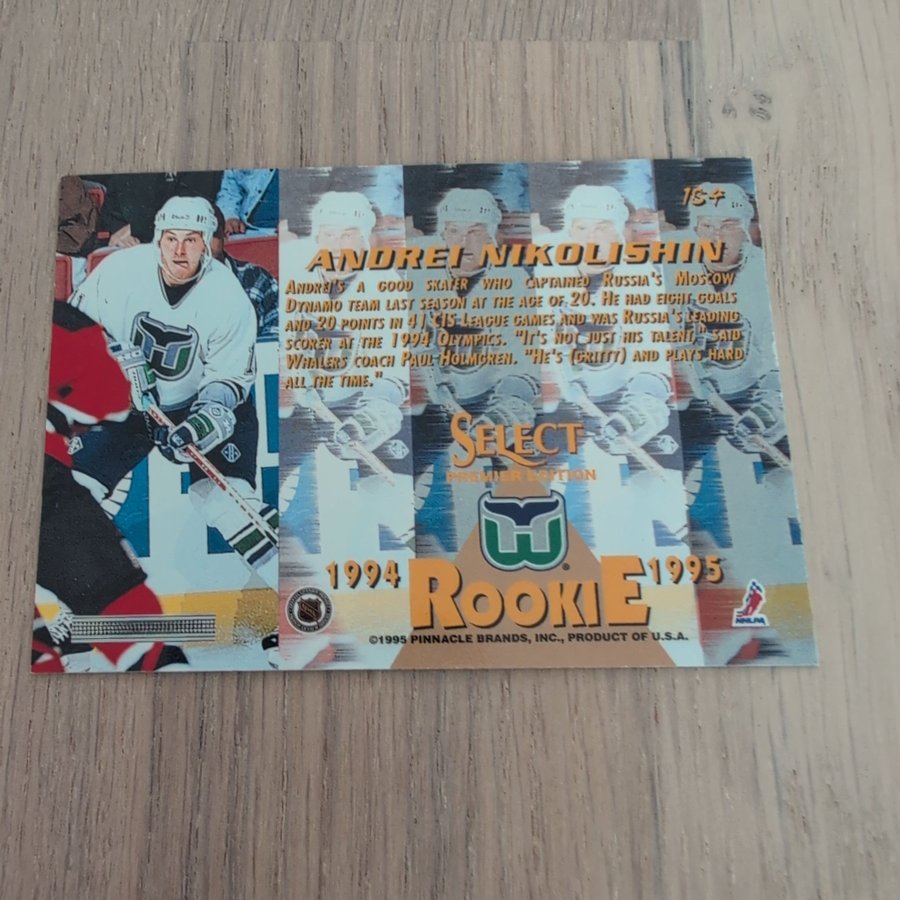 184
ANDREI NIKOLISHIN
ANDREI'S A GOOD SKATER WHO CAPTAINED RUSSIA'S MOSCOW
DYNAMO TEAM LAST SEASON AT THE AGE OF 20. HE HAD EIGHT GOALS
AND 20 POINTS IN 41 CIS LEAGUE GAMES AND WAS RUSSIA'S LEADING
SCORER AT THE 1994 OLYMPICS. "IT'S NOT JUST HIS TALENT," SAID
WHALERS COACH PAUL HOLMGREN. "HE'S (GRITTY) AND PLAYS HARD
ALL THE TIME."
SELECT
PREMIER EDITION
1994 ROOKIE 1995
NHLPA
©1995 PINNACLE BRANDS, INC., PRODUCT OF U.S.A.